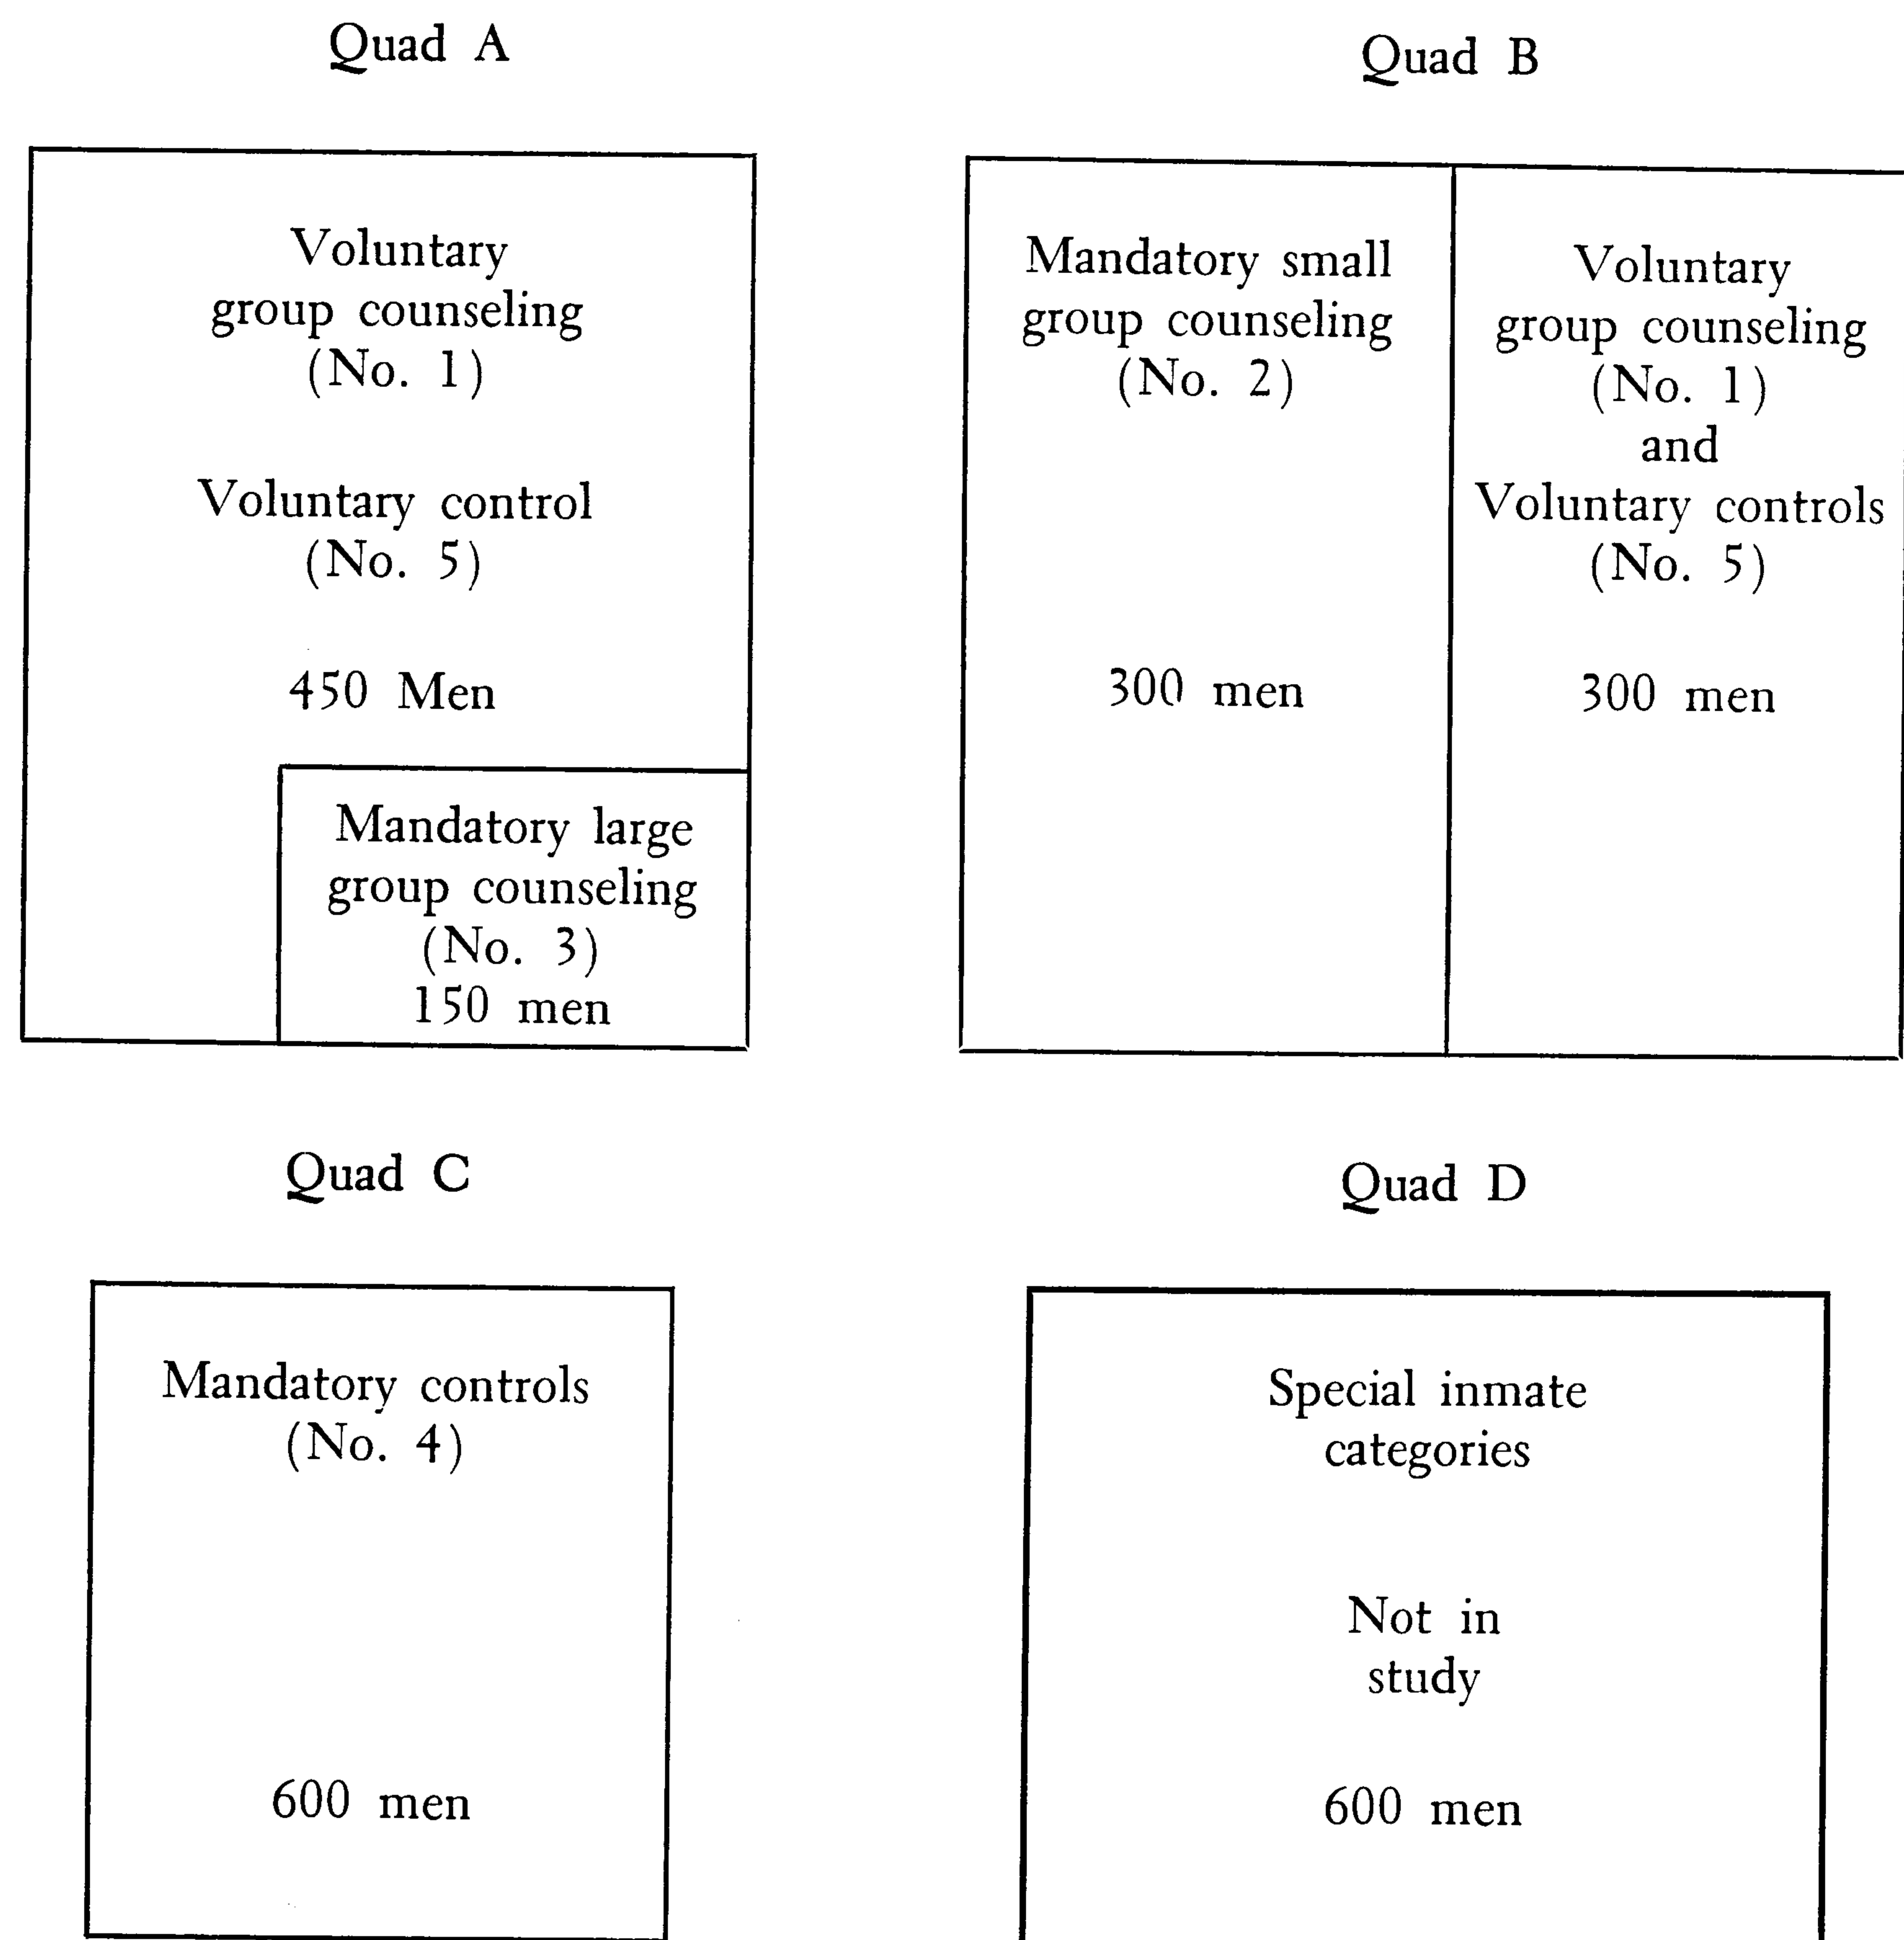 Quad A
Voluntary
group counseling
(No. 1)
Voluntary control
(No. 5)
450 Men
Mandatory large
group counseling
(No. 3)
150 men
Quad B
Mandatory small
group counseling
(No. 2)
300 men
Voluntary
group counseling
(No. 1)
and
Voluntary controls
(No. 5)
300 men
Quad C
Mandatory controls
(No. 4)
600 men
Quad D
Special inmate
categories
Not in
study
600 men